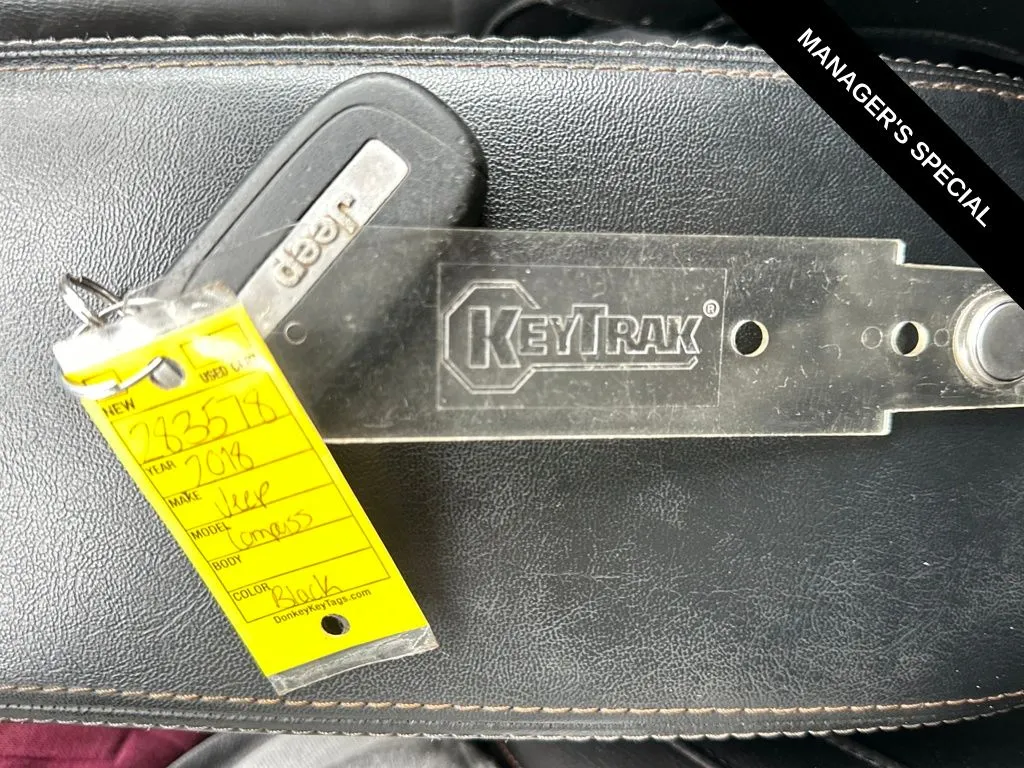 MANAGER'S SPECIAL
Jeep
KEYTRAK®
USED
NEW
283578
YEAR 2018
MAKE Jeep
MODEL Compass
BODY
COLOR Black
DonkeyKeyTags.com